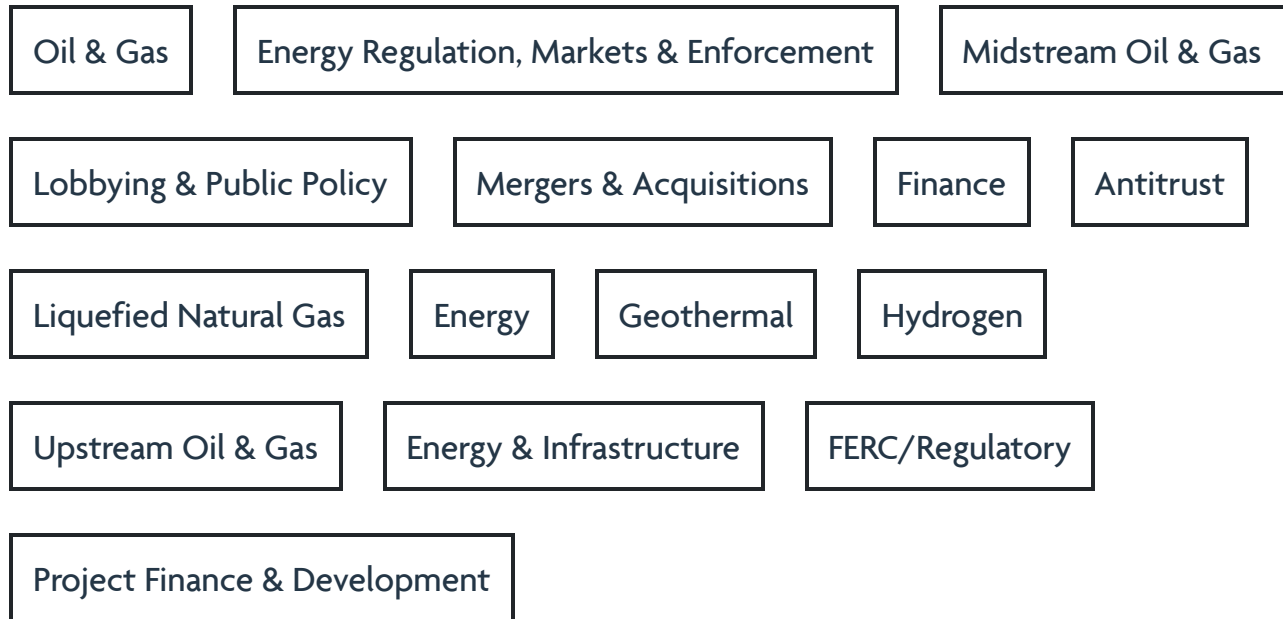 Oil & Gas Energy Regulation, Markets & Enforcement Midstream Oil & Gas
Lobbying & Public Policy Mergers & Acquisitions Finance Antitrust
Liquefied Natural Gas Energy Geothermal Hydrogen
Upstream Oil & Gas Energy & Infrastructure FERC/Regulatory
Project Finance & Development